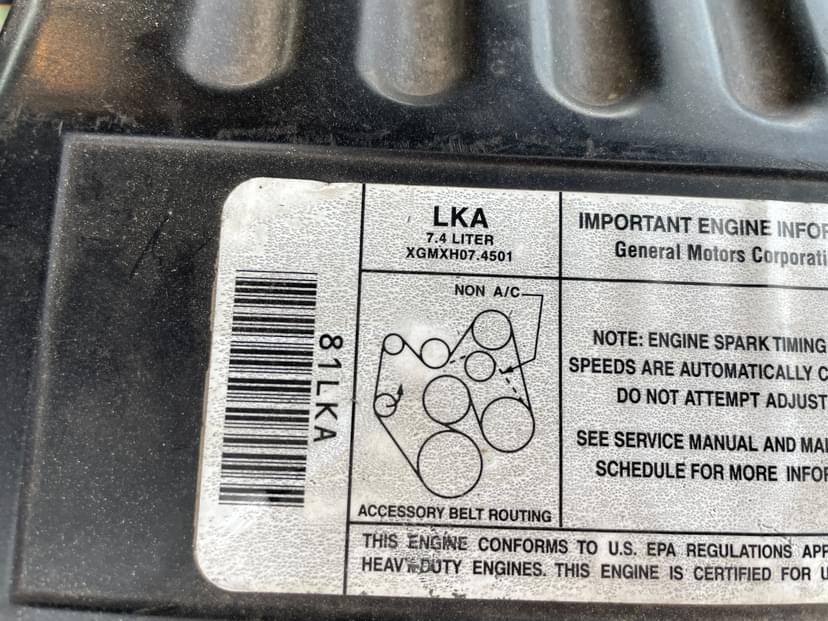 LKA
7.4 LITER
XGMXH07.4501
IMPORTANT ENGINE
General Motors
NON A/C
81LKA
NOTE: ENGINE SPARK TIMING
SPEEDS ARE AUTOMATICALLY
DO NOT ATTEMPT
SEE SERVICE MANUAL AND
SCHEDULE FOR MORE
ACCESSORY BELT ROUTING
THIS ENGINE CONFORMS TO U.S. EPA REGULATIONS
HEAVY-DUTY ENGINES. THIS ENGINE IS CERTIFIED FOR